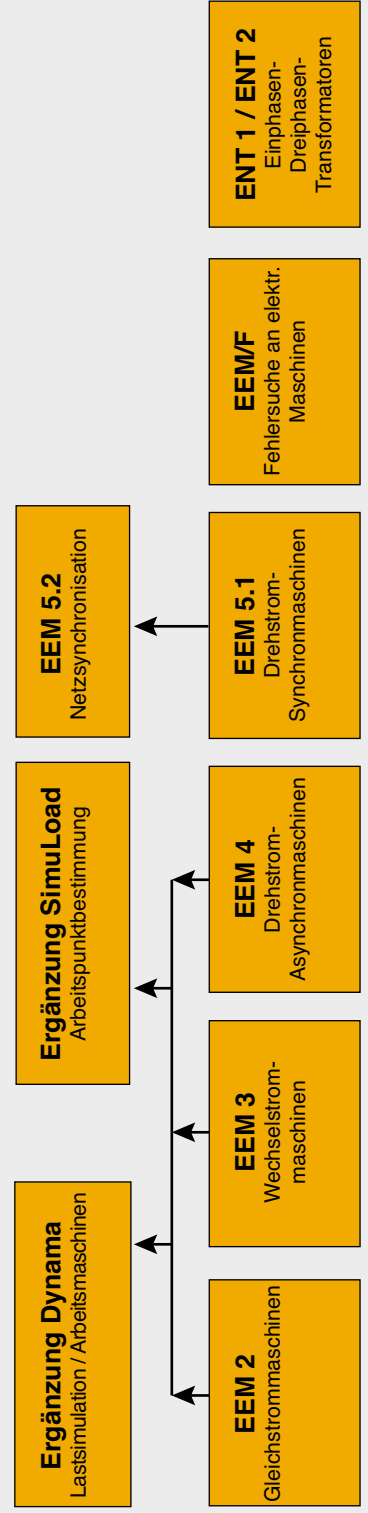 Ergänzung Dynama
Lastsimulation / Arbeitsmaschinen
Ergänzung SimuLoad
Arbeitspunktbestimmung
EEM 5.2
Netzsynchronisation
EEM 2
Gleichstrommaschinen
EEM 3
Wechselstrom-
maschinen
EEM 4
Drehstrom-
Asynchronmaschinen
EEM 5.1
Drehstrom-
Synchronmaschinen
EEM/F
Fehlersuche an elektr.
Maschinen
ENT 1 / ENT 2
Einphasen-
Dreiphasen-
Transformatoren